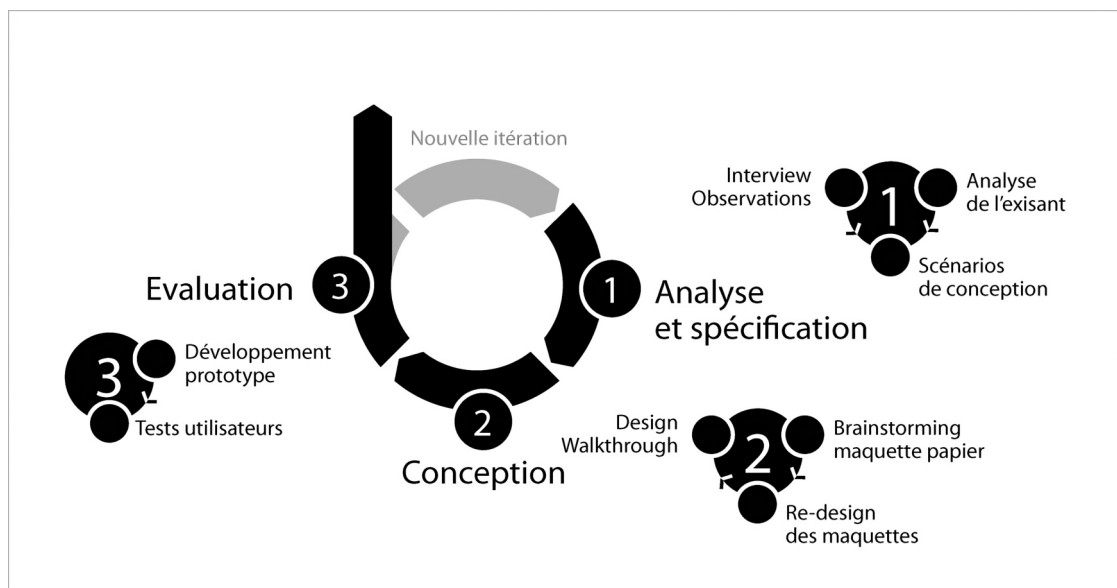 Nouvelle itération
1
Analyse
et spécification
2
Conception
3
Evaluation
1
Interview
Observations
Analyse
de l'exisant
Scénarios
de conception
2
Design
Walkthrough
Brainstorming
maquette papier
Re-design
des maquettes
3
Développement
prototype
Tests utilisateurs